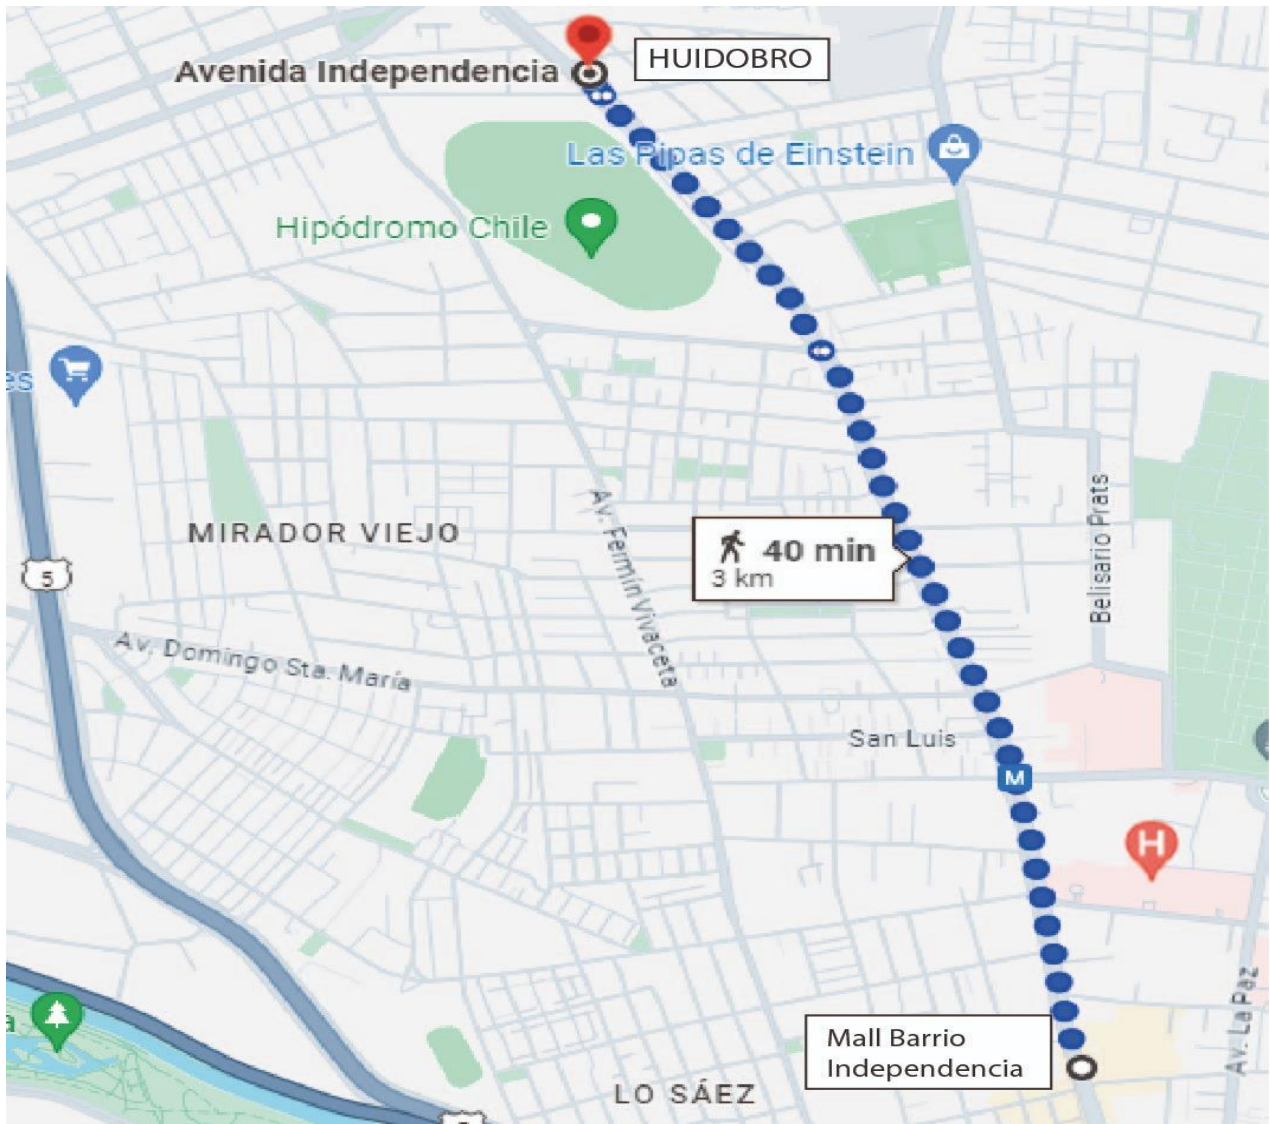 HUIDOBRO
Avenida Independencia
Las Pipas de Einstein
Hipódromo Chile
es
Av. Fermín Vivaceta
Belisario Prats
MIRADOR VIEJO
40 min
3 km
5
Av. Domingo Sta. María
San Luis
M
H
Av. La Paz
a
Mall Barrio
Independencia
LO SÁEZ